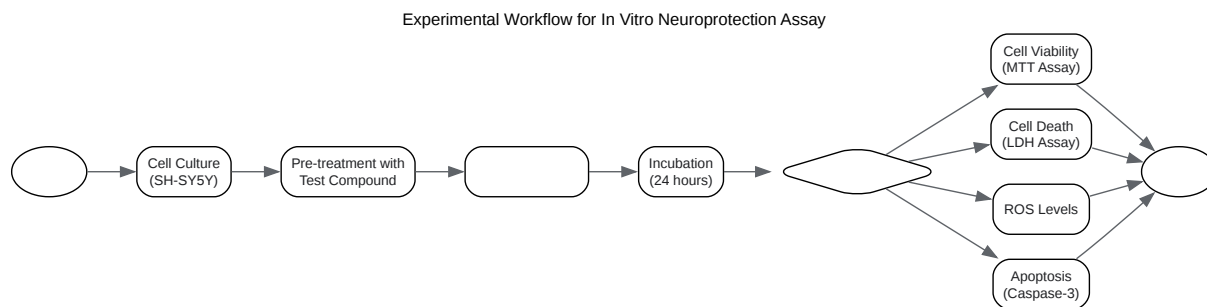 Experimental Workflow for In Vitro Neuroprotection Assay
Cell Culture
(SH-SY5Y)
Pre-treatment with
Test Compound
Incubation
(24 hours)
Cell Viability
(MTT Assay)
Cell Death
(LDH Assay)
ROS Levels
Apoptosis
(Caspase-3)